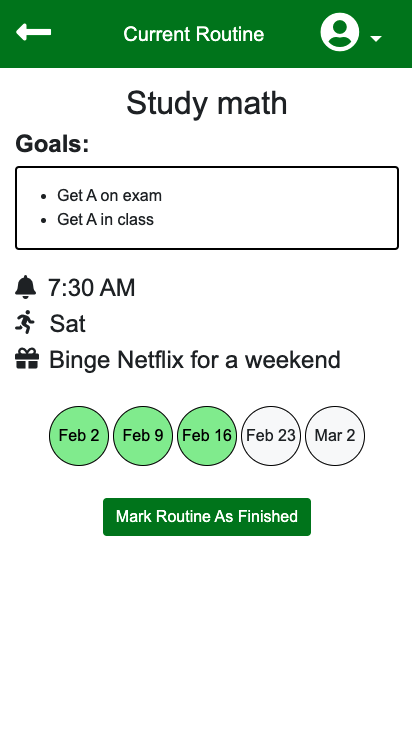 Current Routine
Study math
Goals:
Get A on exam
Get A in class
7:30 AM
Sat
Binge Netflix for a weekend
Feb 2 Feb 9 Feb 16 Feb 23 Mar 2
Mark Routine As Finished